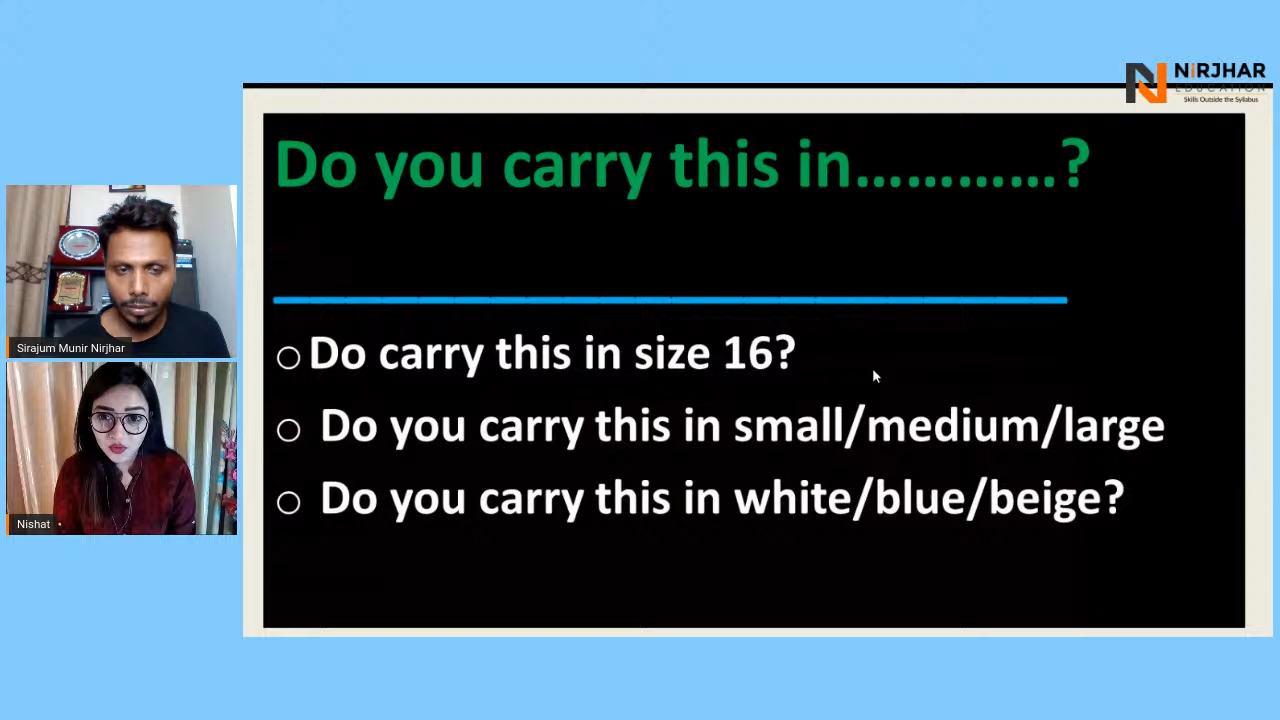 NiRJHAR
EDUCATION
Skills Outside the Syllabus
Do you carry this in…………?
Do carry this in size 16?
Do you carry this in small/medium/large
Do you carry this in white/blue/beige?
Sirajum Munir Nirjhar
Nishat